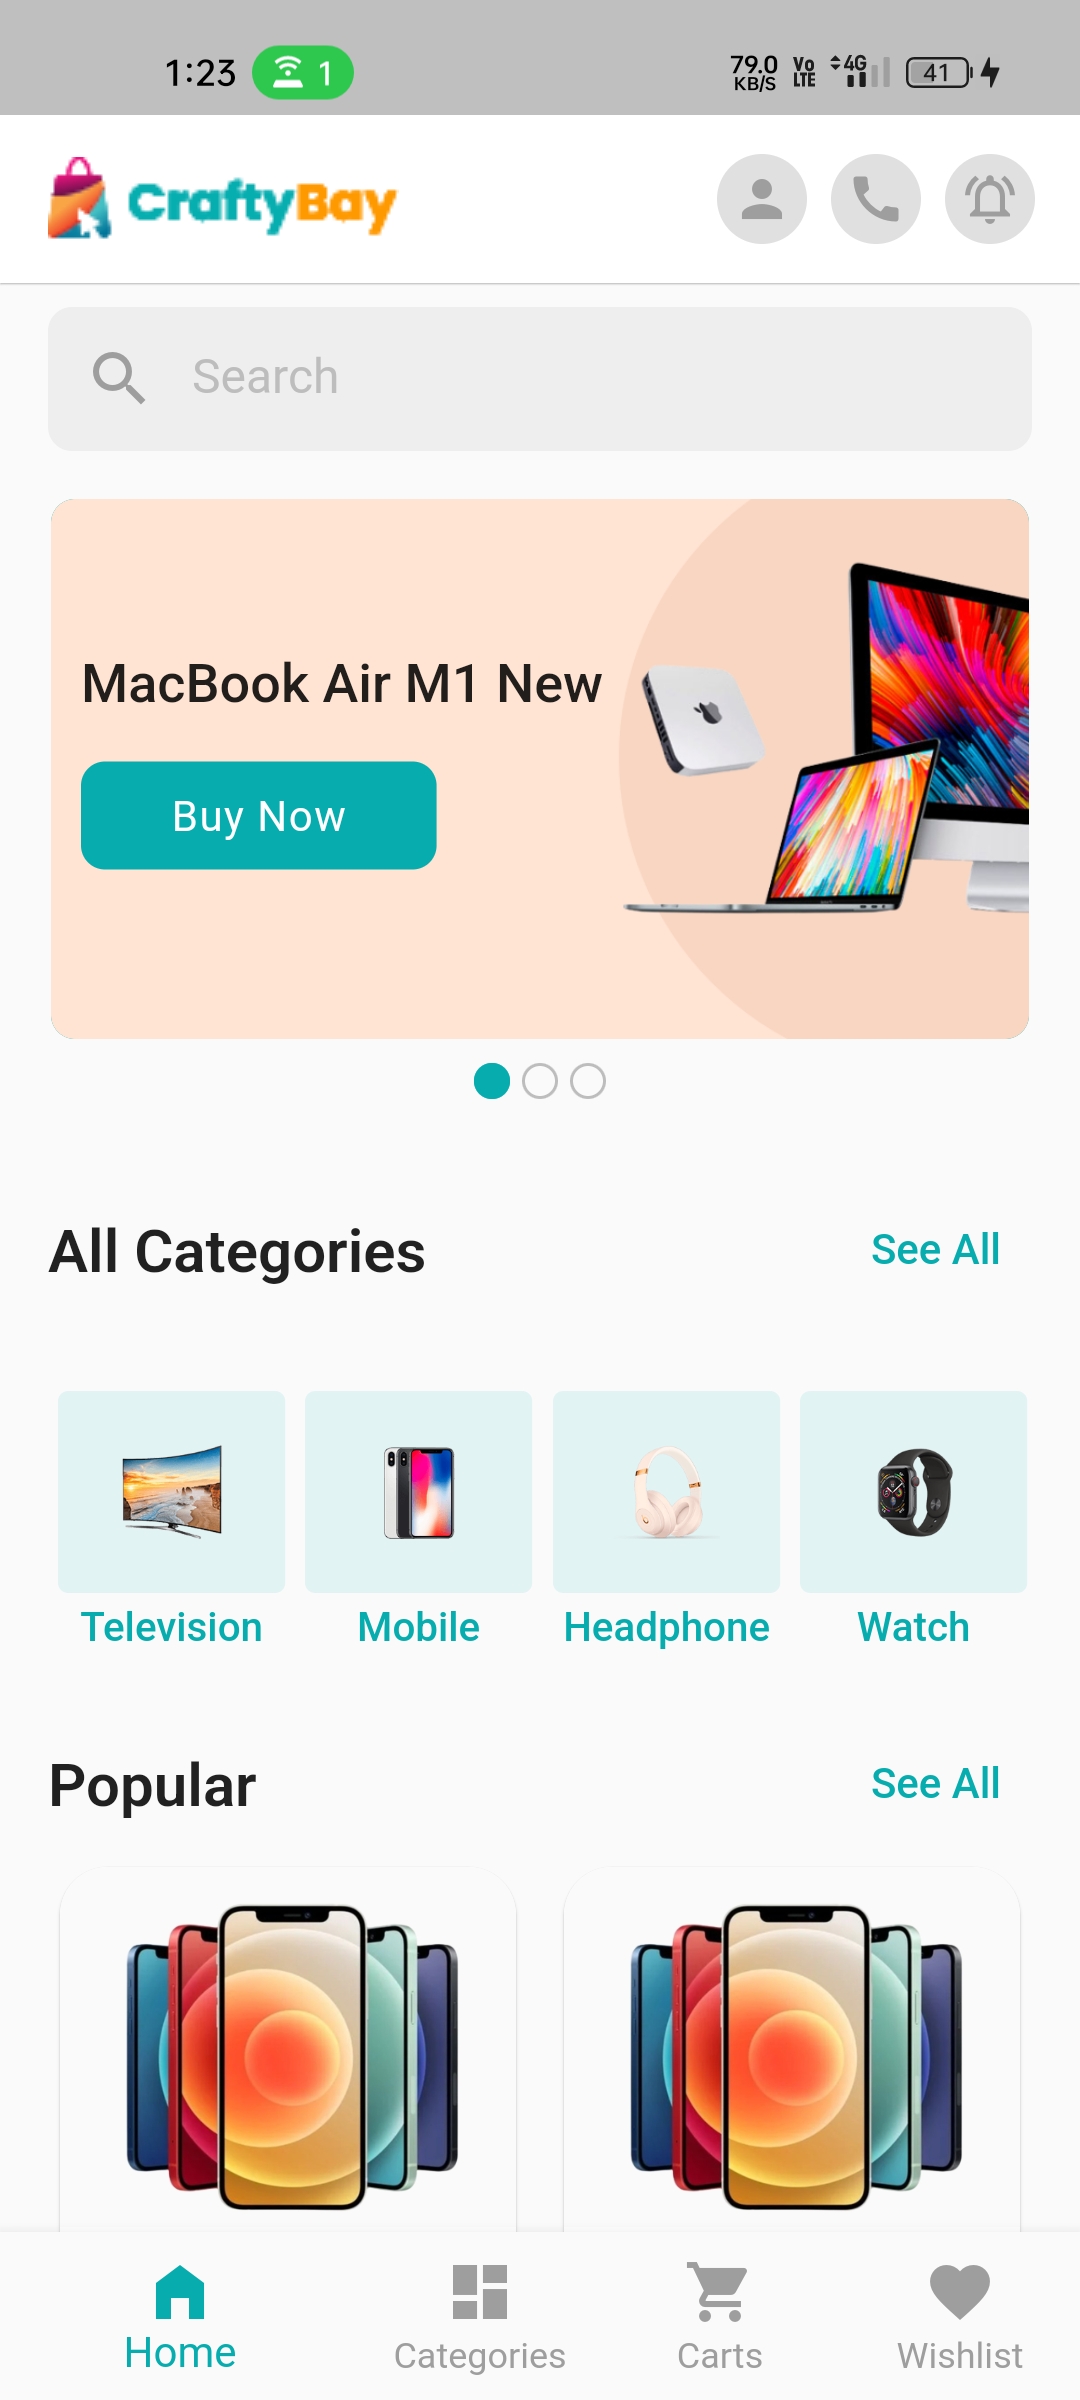 1:23 1 79.0 KB/S Vo LTE 4G 41
CraftyBay
Search
MacBook Air M1 New
Buy Now
All Categories See All
Television Mobile Headphone Watch
Popular See All
Home Categories Carts Wishlist